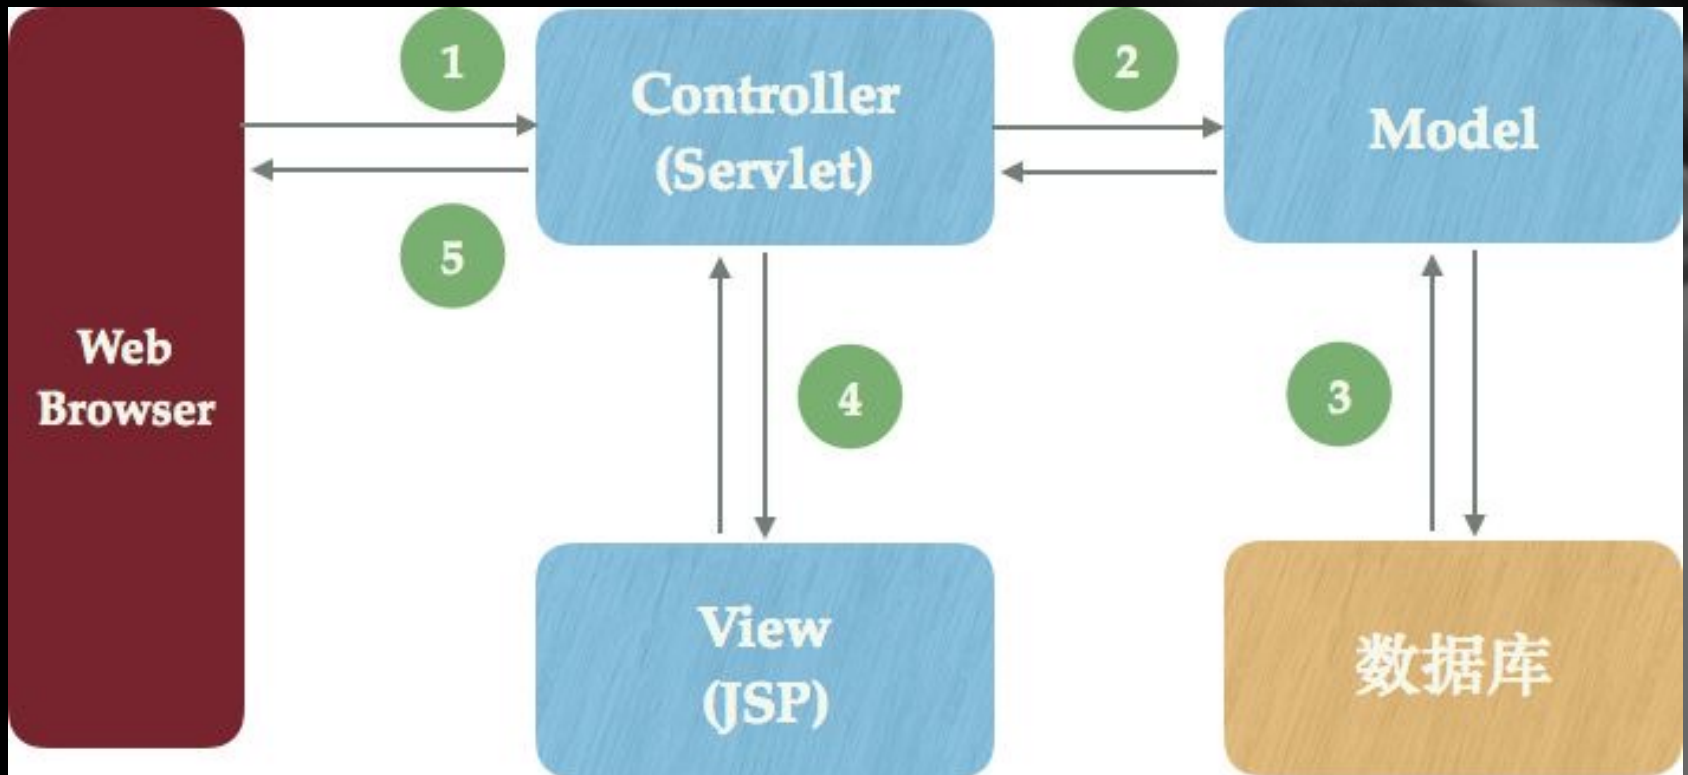 1
Controller
(Servlet)
2
Model
5
Web
Browser
4
3
View
(JSP)
数据库